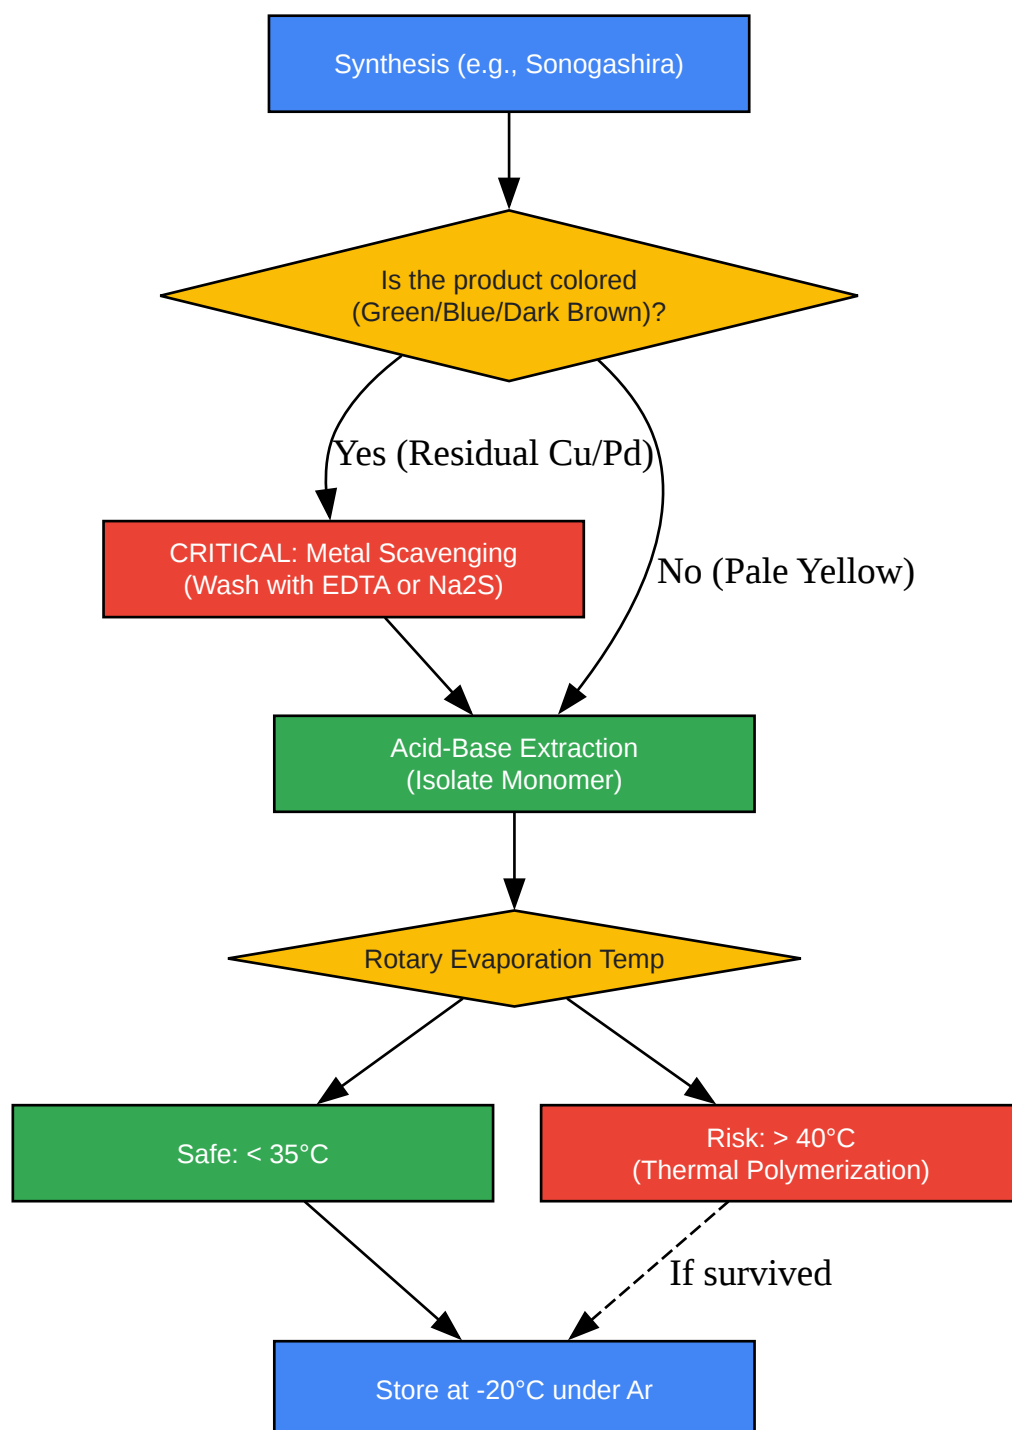 Synthesis (e.g., Sonogashira)
Is the product colored
(Green/Blue/Dark Brown)?
Yes (Residual Cu/Pd)
CRITICAL: Metal Scavenging
(Wash with EDTA or Na2S)
No (Pale Yellow)
Acid-Base Extraction
(Isolate Monomer)
Rotary Evaporation Temp
Safe: < 35°C
Risk: > 40°C
(Thermal Polymerization)
If survived
Store at -20°C under Ar